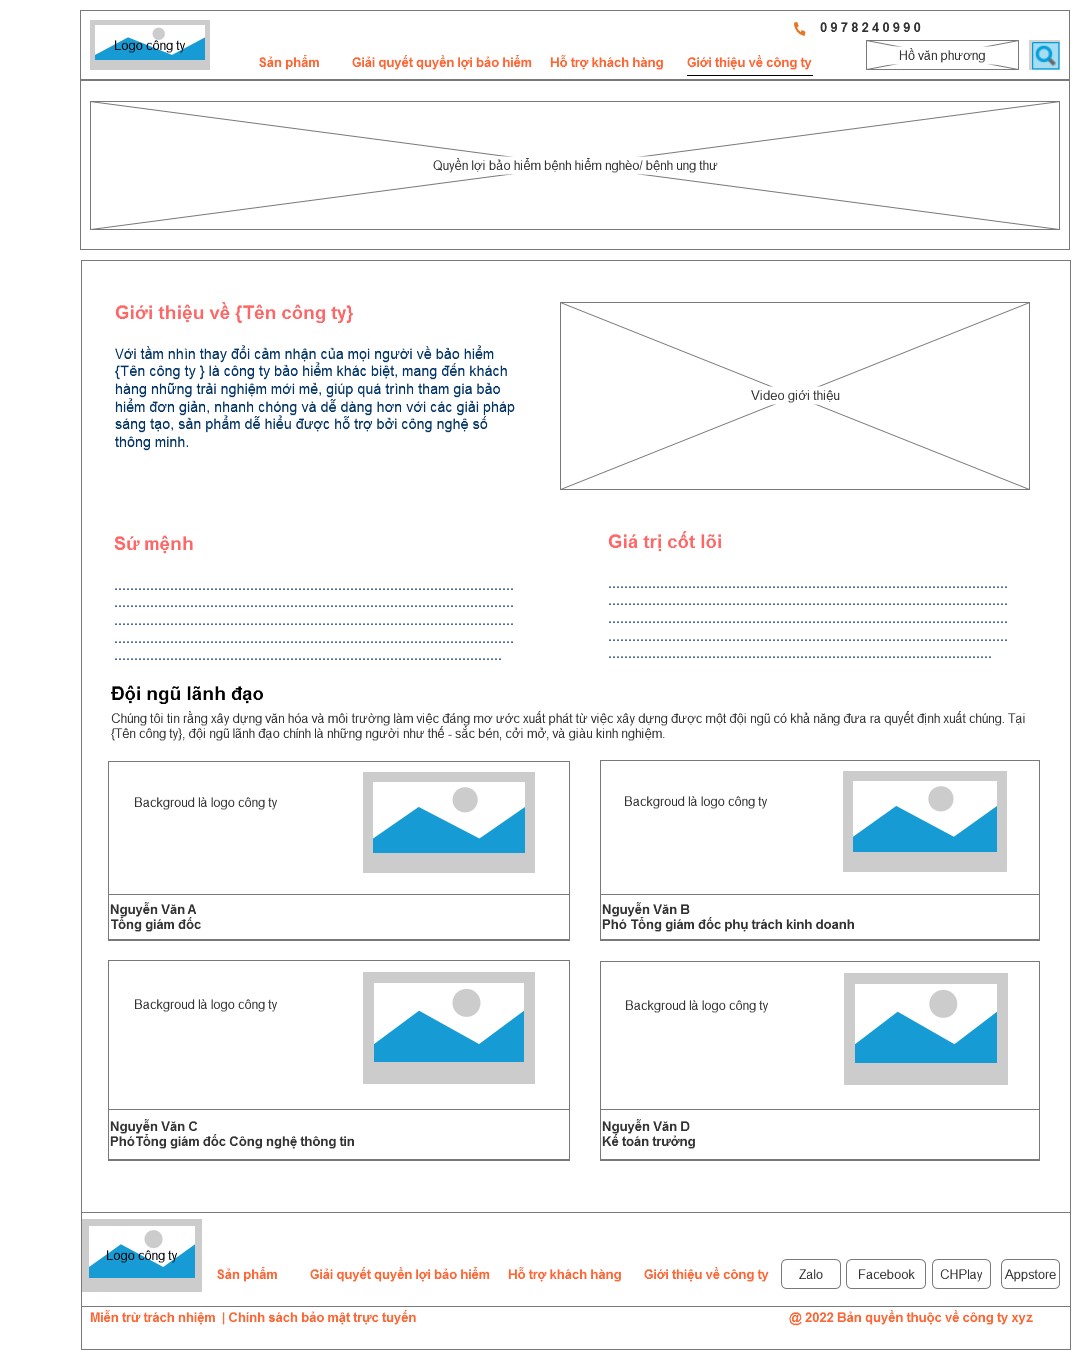 0978240990
Logo công ty
Sản phẩm
Giải quyết quyền lợi bảo hiểm
Hỗ trợ khách hàng
Giới thiệu về công ty
Hồ văn phương
Quyền lợi bảo hiểm bệnh hiểm nghèo/ bệnh ung thư
Giới thiệu về {Tên công ty}
Với tầm nhìn thay đổi cảm nhận của mọi người về bảo hiểm
{Tên công ty } là công ty bảo hiểm khác biệt, mang đến khách
hàng những trải nghiệm mới mẻ, giúp quá trình tham gia bảo
hiểm đơn giản, nhanh chóng và dễ dàng hơn với các giải pháp
sáng tạo, sản phẩm dễ hiểu được hỗ trợ bởi công nghệ số
thông minh.
Video giới thiệu
Sứ mệnh
Giá trị cốt lõi
Đội ngũ lãnh đạo
Chúng tôi tin rằng xây dựng văn hóa và môi trường làm việc đáng mơ ước xuất phát từ việc xây dựng được một đội ngũ có khả năng đưa ra quyết định xuất chúng. Tại
{Tên công ty}, đội ngũ lãnh đạo chính là những người như thế - sắc bén, cởi mở, và giàu kinh nghiệm.
Backgroud là logo công ty
Nguyễn Văn A
Tổng giám đốc
Backgroud là logo công ty
Nguyễn Văn B
Phó Tổng giám đốc phụ trách kinh doanh
Backgroud là logo công ty
Nguyễn Văn C
PhóTổng giám đốc Công nghệ thông tin
Backgroud là logo công ty
Nguyễn Văn D
Kế toán trưởng
Logo công ty
Sản phẩm
Giải quyết quyền lợi bảo hiểm
Hỗ trợ khách hàng
Giới thiệu về công ty
Zalo
Facebook
CHPlay
Appstore
Miễn trừ trách nhiệm | Chính sách bảo mật trực tuyến
@ 2022 Bản quyền thuộc về công ty xyz